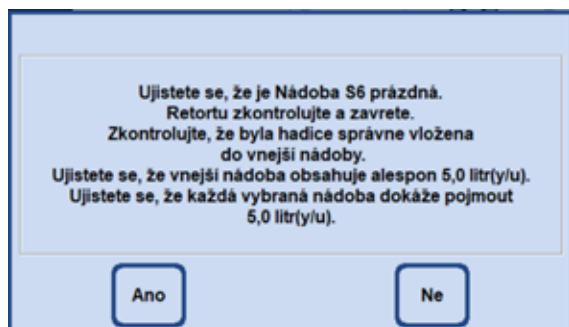 Ujistete se, že je Nádoba S6 prázdná.
Retortu zkontrolujte a zavrete.
Zkontrolujte, že byla hadice správne vložena
do vnejší nádoby.
Ujistete se, že vnejší nádoba obsahuje alespon 5,0 litr(y/u).
Ujistete se, že každá vybraná nádoba dokáže pojmout
5,0 litr(y/u).
Ano
Ne